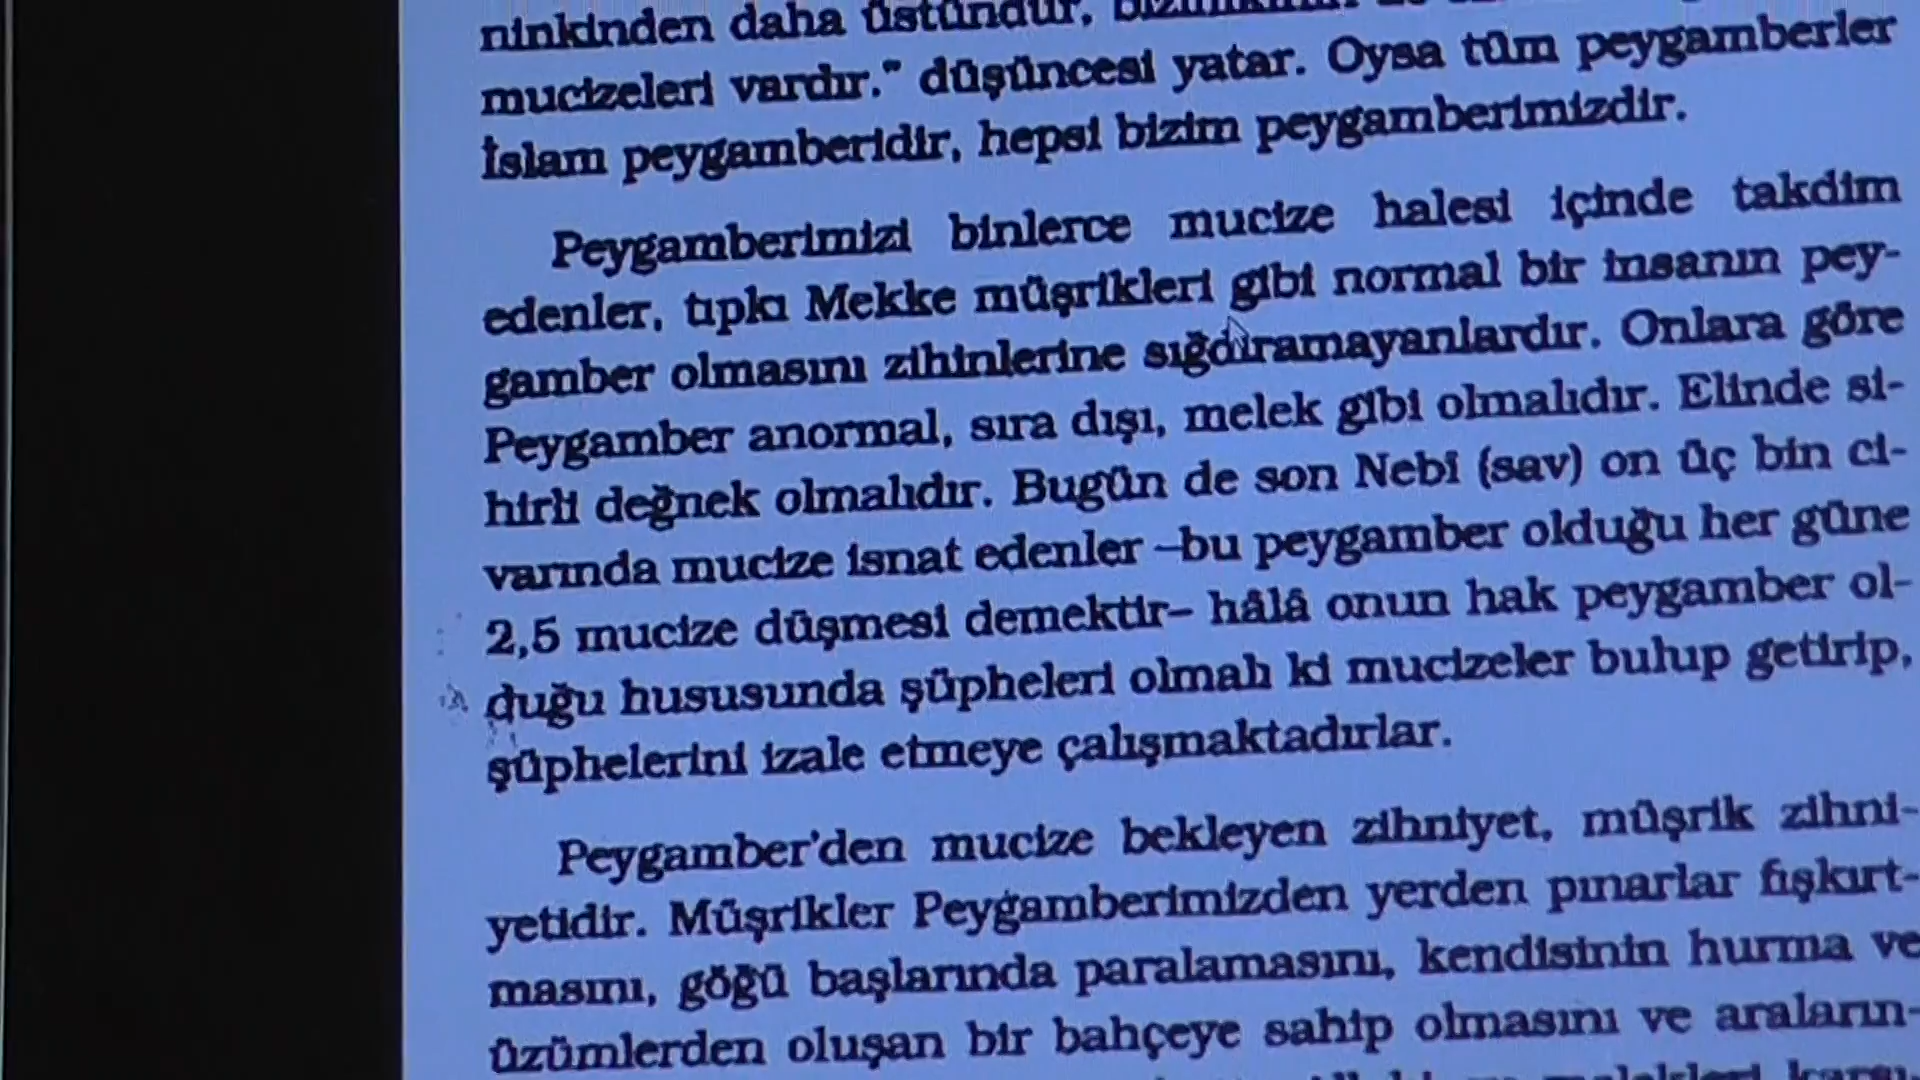 ninkinden daha üstündür,
mucizeleri vardır." düşüncesi yatar. Oysa tüm peygamberler
İslam peygamberidir, hepsi bizim peygamberimizdir.
Peygamberimizi binlerce mucize halesi içinde takdim
edenler, tıpkı Mekke müşrikleri gibi normal bir insanın pey-
gamber olmasını zihinlerine sığdıramayanlardır. Onlara göre
Peygamber anormal, sıra dışı, melek gibi olmalıdır. Elinde si-
hirli değnek olmalıdır. Bugün de son Nebî (sav) on üç bin ci-
varında mucize isnat edenler –bu peygamber olduğu her güne
2,5 mucize düşmesi demektir– hâlâ onun hak peygamber ol-
duğu hususunda şüpheleri olmalı ki mucizeler bulup getirip,
şüphelerini izale etmeye çalışmaktadırlar.
Peygamber'den mucize bekleyen zihniyet, müşrik zihni-
yetidir. Müşrikler Peygamberimizden yerden pınarlar fışkırt-
masını, göğü başlarında paralamasını, kendisinin hurma ve
üzümlerden oluşan bir bahçeye sahip olmasını ve araların-